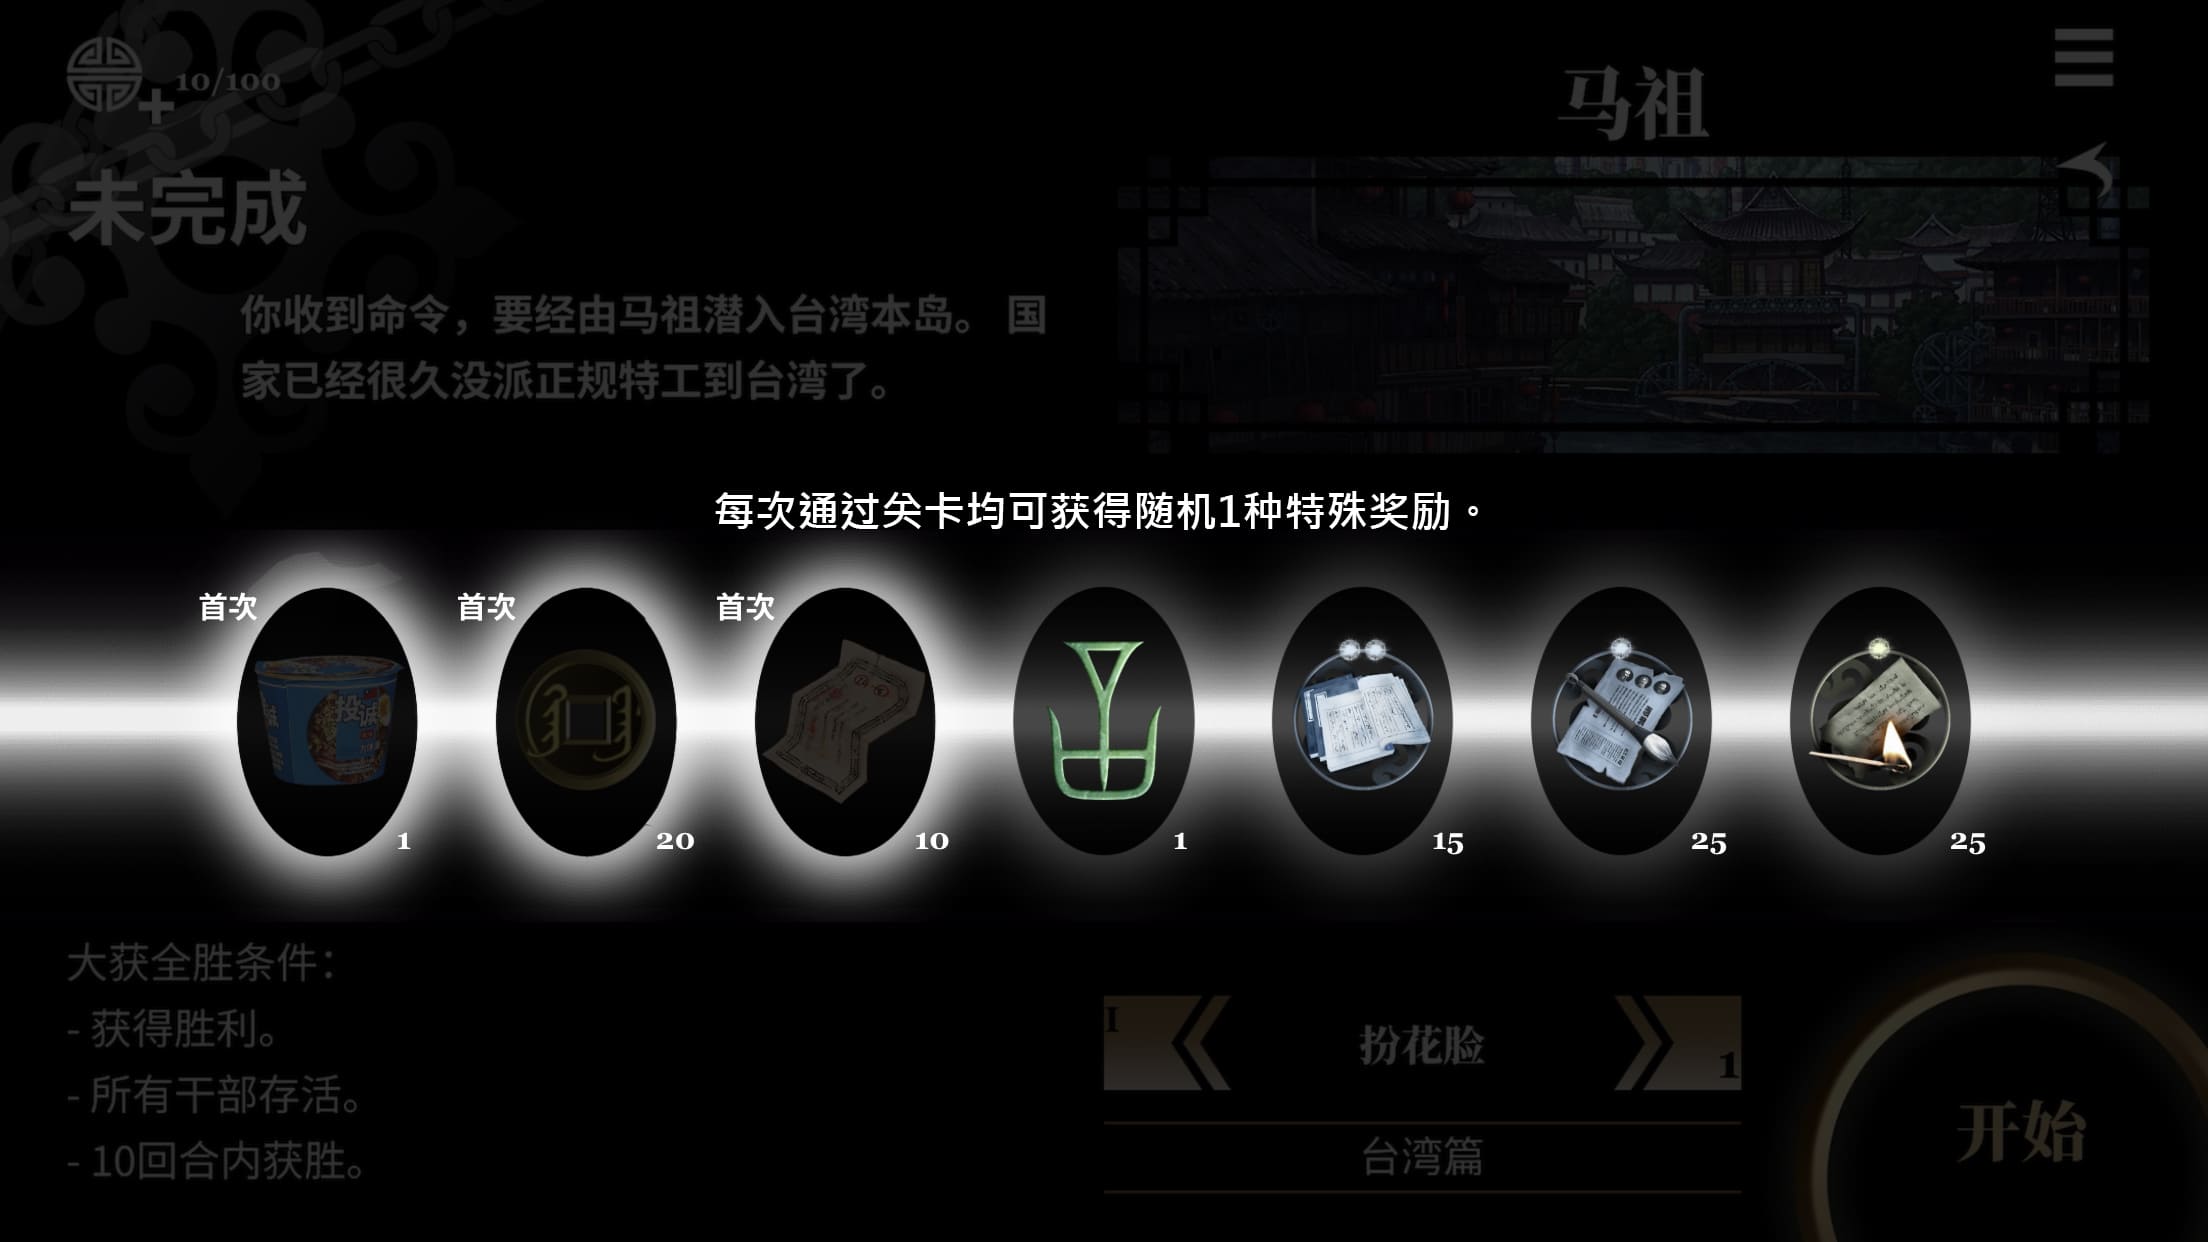 10/100
马祖
未完成
你收到命令，要经由马祖潜入台湾本岛。 国
家已经很久没派正规特工到台湾了。
每次通过关卡均可获得随机1种特殊奖励。
首次
首次
首次
投诚
1
20
10
1
15
25
25
大获全胜条件：
- 获得胜利。
- 所有干部存活。
- 10回合内获胜。
I
扮花脸
1
台湾篇
开始